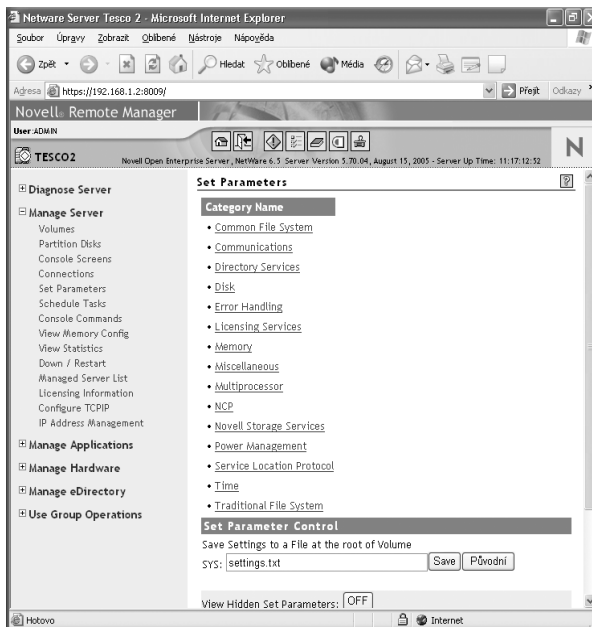 Netware Server Tesco 2 - Microsoft Internet Explorer
Soubor Úpravy Zobrazit Oblíbené Nástroje Nápověda
Zpět Hledat Oblíbené Média
Adresa https://192.168.1.2:8009/ Přejít Odkazy
Novell® Remote Manager
User:ADMIN
TESCO2 Novell Open Enterprise Server, NetWare 6.5 Server Version 5.70.04, August 15, 2005 - Server Up Time: 11:17:12:52
N
Diagnose Server
Manage Server
Volumes
Partition Disks
Console Screens
Connections
Set Parameters
Schedule Tasks
Console Commands
View Memory Config
View Statistics
Down / Restart
Managed Server List
Licensing Information
Configure TCPIP
IP Address Management
Manage Applications
Manage Hardware
Manage eDirectory
Use Group Operations
Set Parameters ?
Category Name
• Common File System
• Communications
• Directory Services
• Disk
• Error Handling
• Licensing Services
• Memory
• Miscellaneous
• Multiprocessor
• NCP
• Novell Storage Services
• Power Management
• Service Location Protocol
• Time
• Traditional File System
Set Parameter Control
Save Settings to a File at the root of Volume
SYS: settings.txt Save Původní
View Hidden Set Parameters: OFF
Hotovo Internet